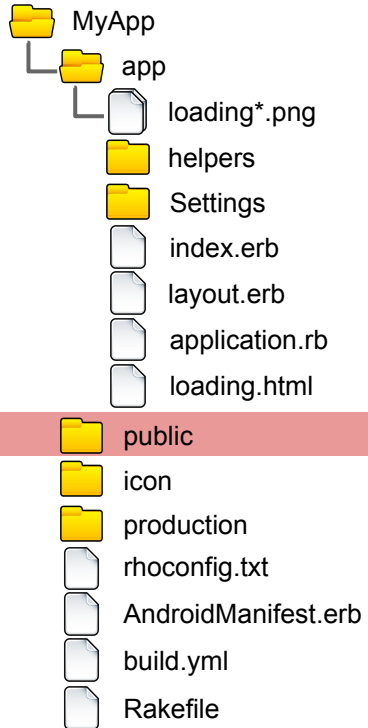 MyApp
app
loading*.png
helpers
Settings
index.erb
layout.erb
application.rb
loading.html
public
icon
production
rhoconfig.txt
AndroidManifest.erb
build.yml
Rakefile